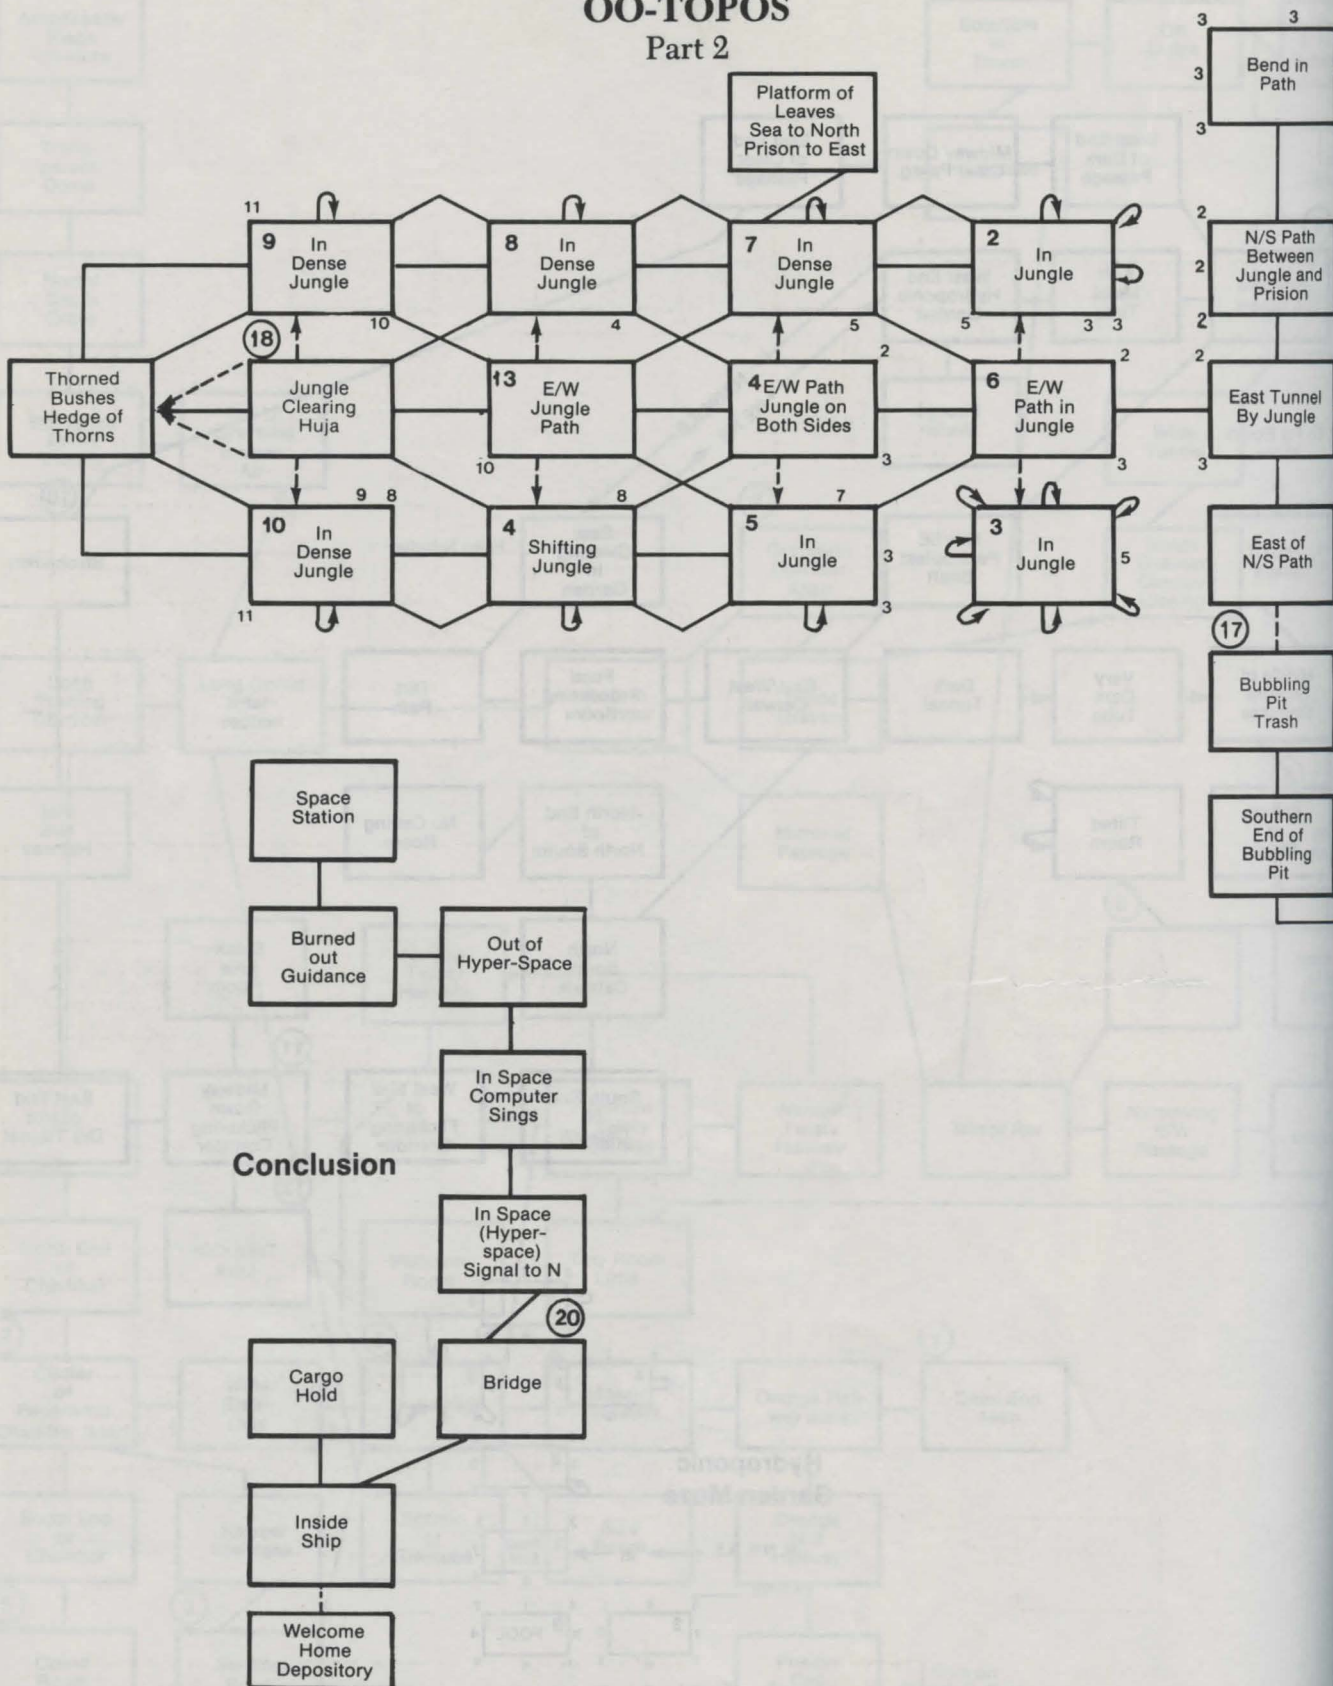 OO-TOPOS
Part 2
Platform of
Leaves
Sea to North
Prison to East
3 3
3
3
Bend in
Path
11
9 In
Dense
Jungle
10
8 In
Dense
Jungle
4
7 In
Dense
Jungle
5
2
In
Jungle
5 3 3
2
2
2
N/S Path
Between
Jungle and
Prision
18
Thorned
Bushes
Hedge of
Thorns
Jungle
Clearing
Huja
13 E/W
Jungle
Path
10
2
4 E/W Path
Jungle on
Both Sides
3
2
6 E/W
Path in
Jungle
3
2
3
East Tunnel
By Jungle
9 8
10
In
Dense
Jungle
11
8
4
Shifting
Jungle
7
5 In
Jungle
3
3
3
In
Jungle
5
East of
N/S Path
17
Bubbling
Pit
Trash
Southern
End of
Bubbling
Pit
Space
Station
Burned
out
Guidance
Out of
Hyper-Space
In Space
Computer
Sings
Conclusion
In Space
(Hyper-
space)
Signal to N
20
Cargo
Hold
Bridge
Inside
Ship
Welcome
Home
Depository